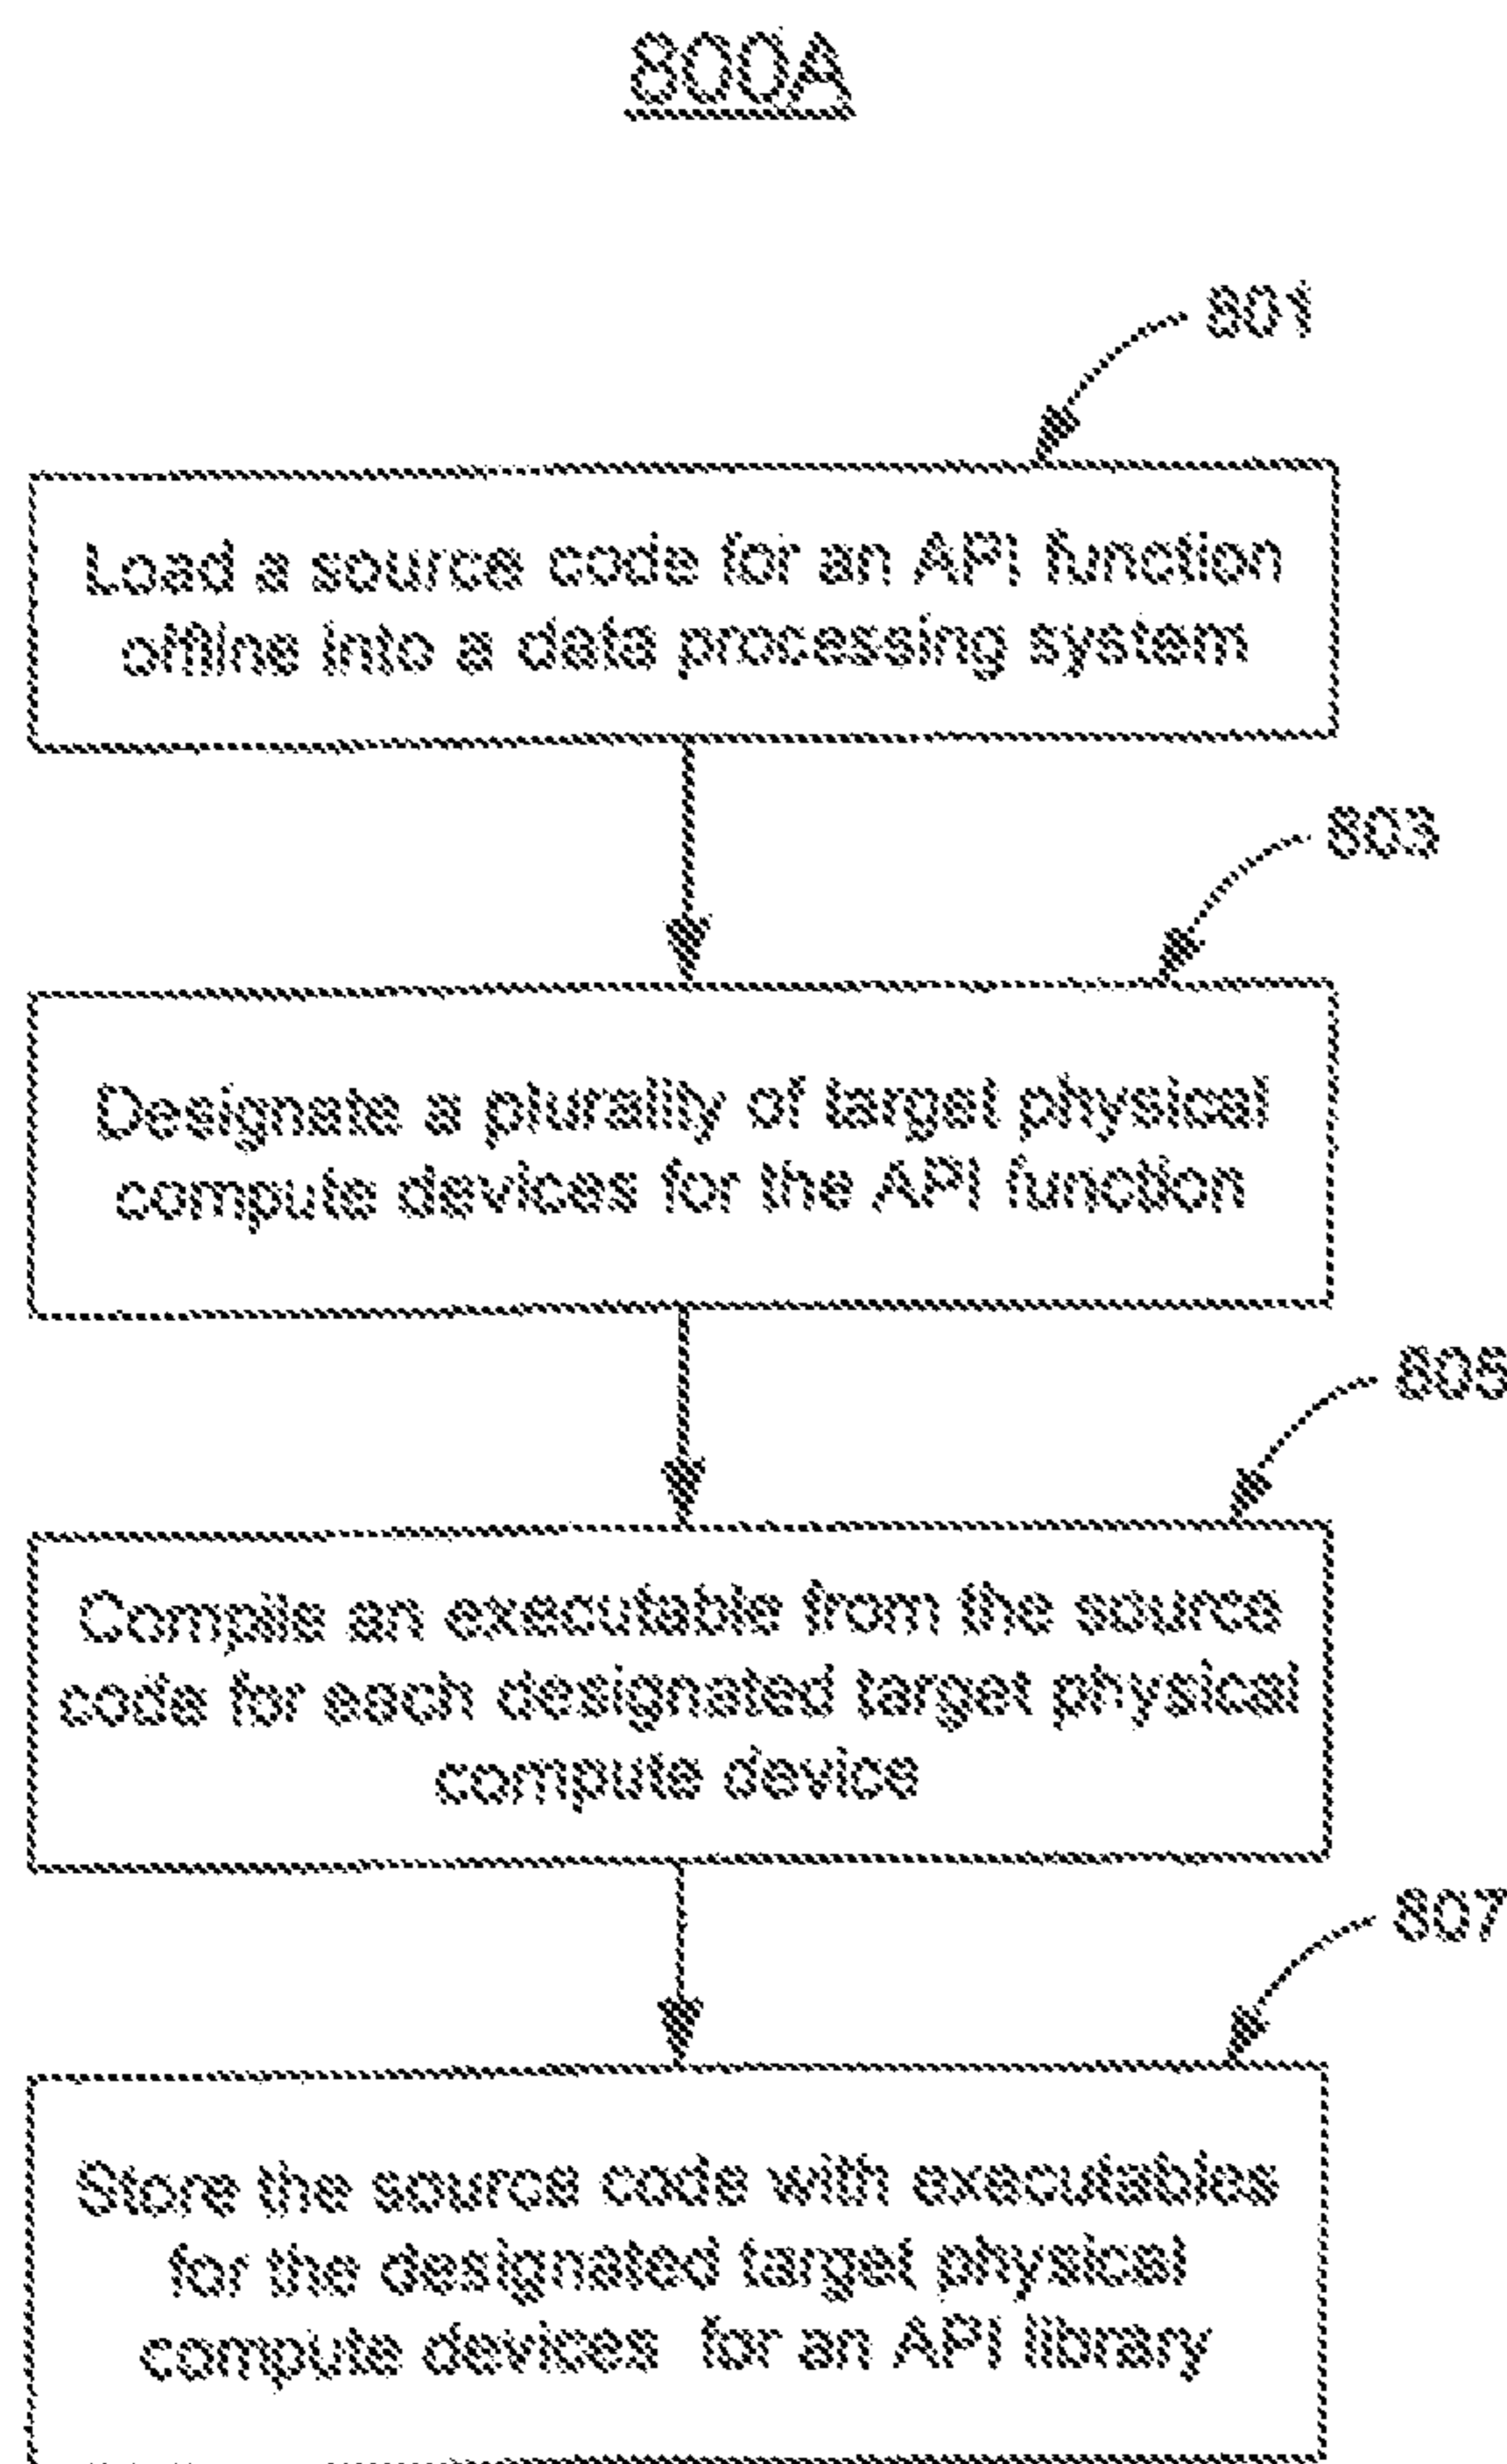 800A
801
Load a source code for an API function
offline into a data processing system
803
Designate a plurality of target physical
compute devices for the API function
805
Compile an executable from the source
code for each designated target physical
compute device
807
Store the source code with executables
for the designated target physical
compute devices for an API library